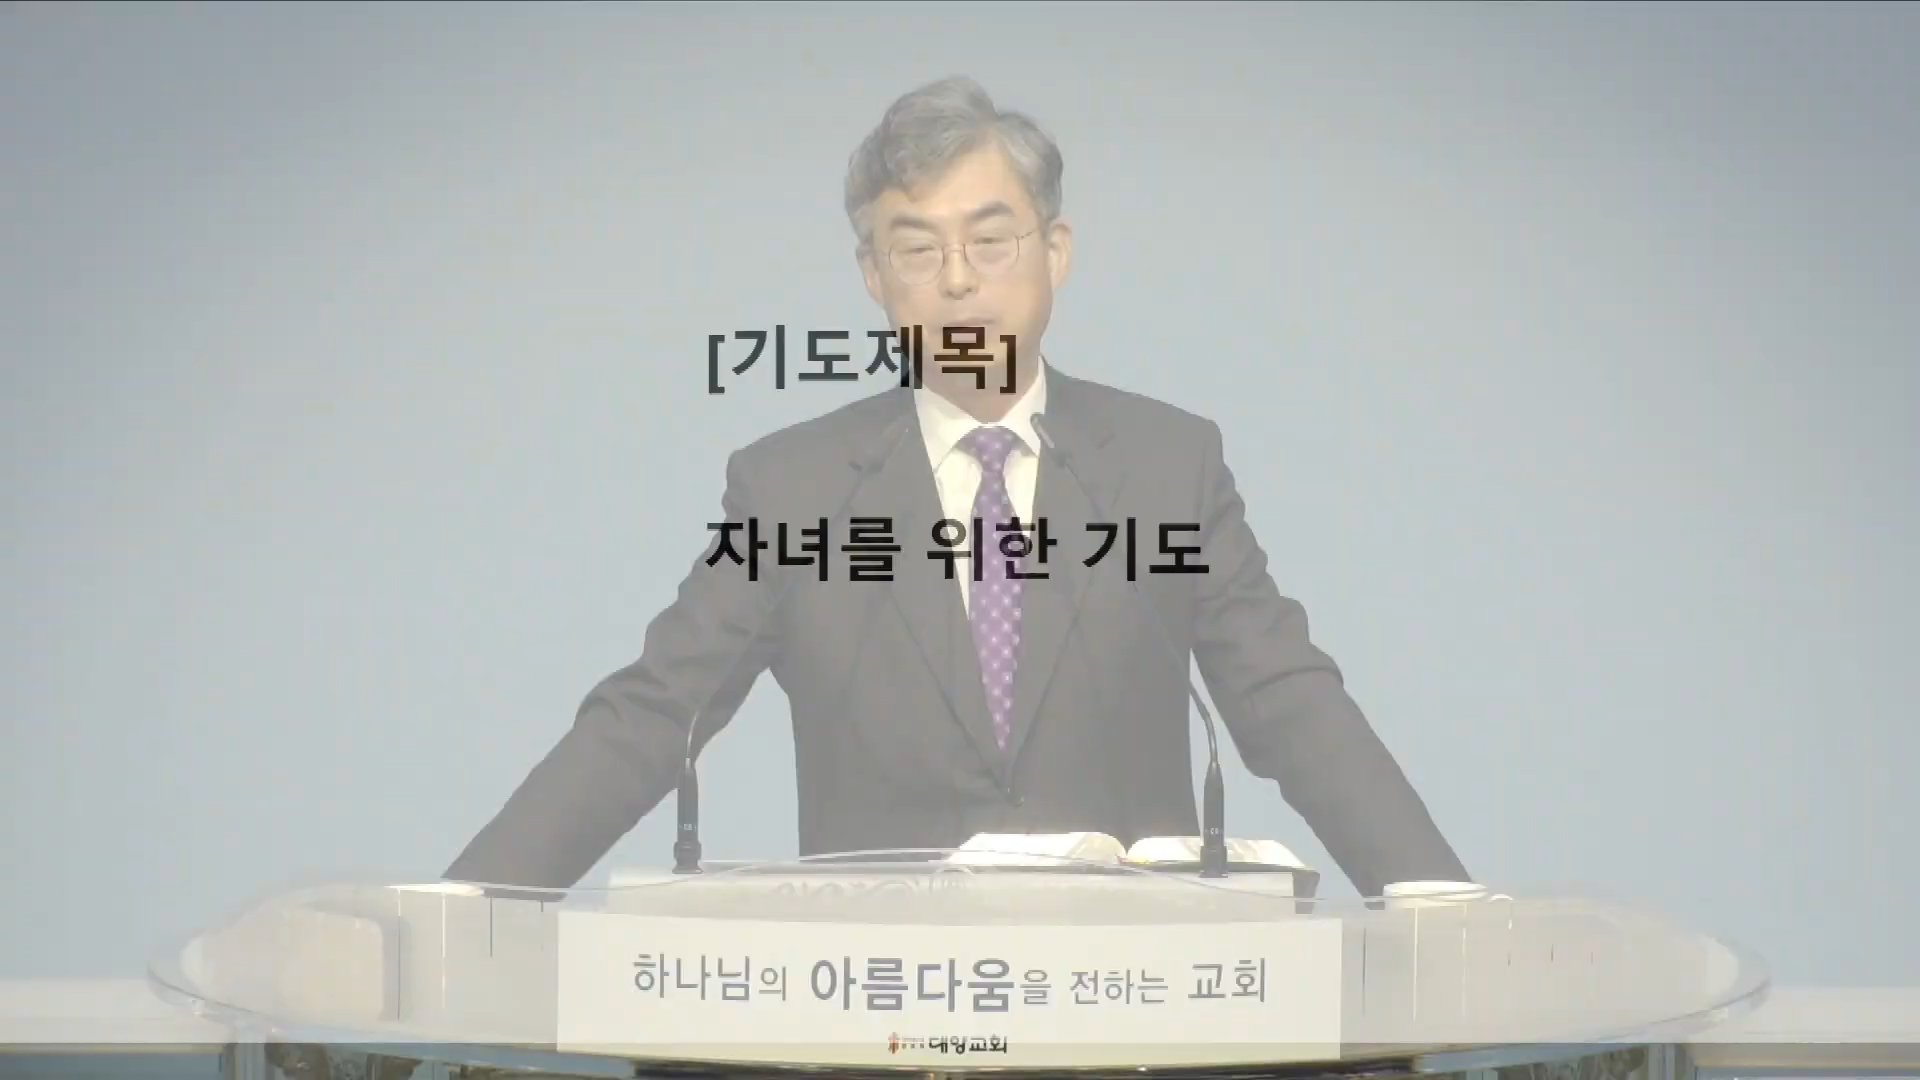 [기도제목]
자녀를 위한 기도
하나님의 아름다움을 전하는 교회
대양교회